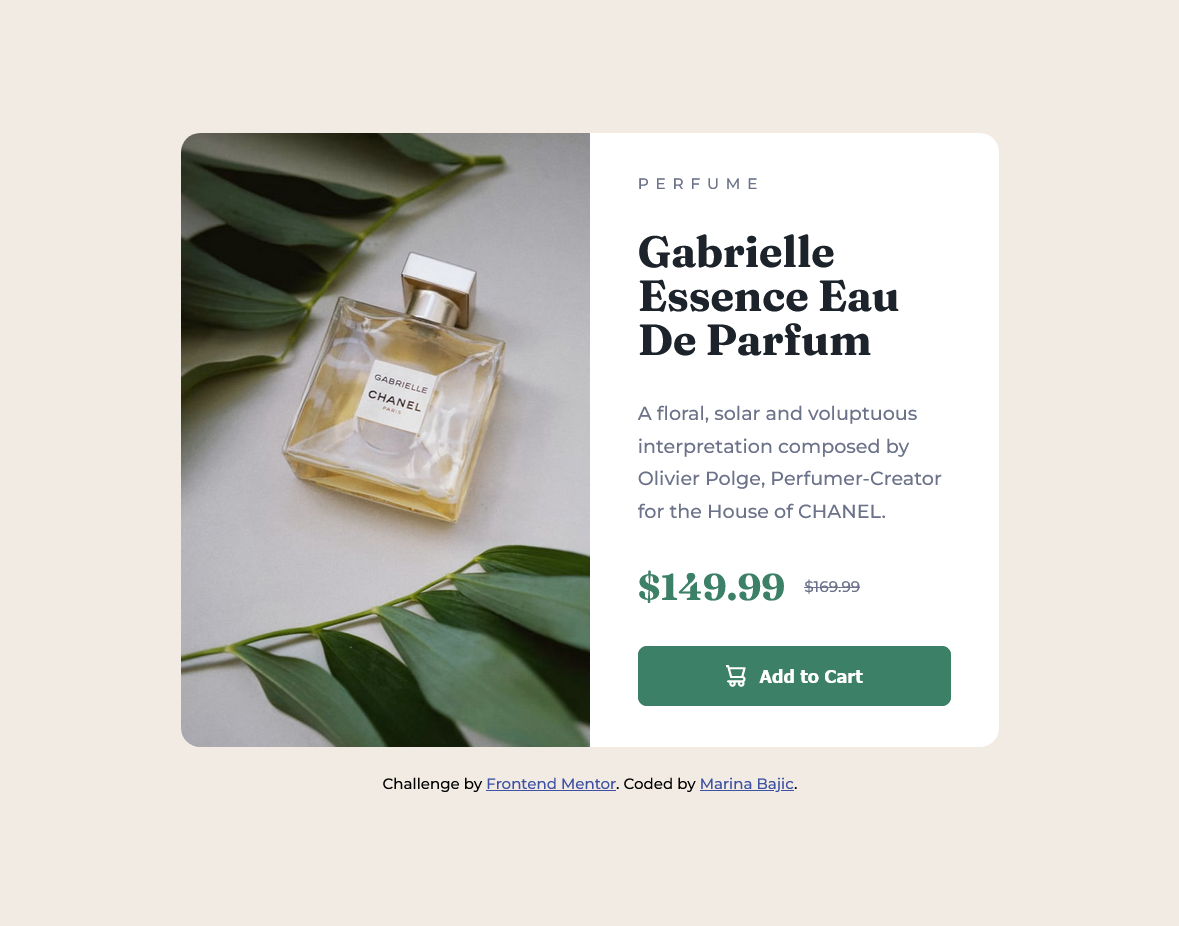 GABRIELLE
CHANEL
PARIS
PERFUME
Gabrielle
Essence Eau
De Parfum
A floral, solar and voluptuous
interpretation composed by
Olivier Polge, Perfumer-Creator
for the House of CHANEL.
$149.99 $169.99
Add to Cart
Challenge by Frontend Mentor. Coded by Marina Bajic.